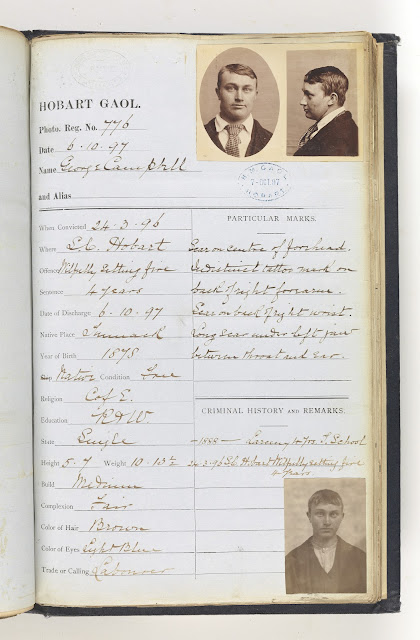 HOBART GAOL.
Photo. Reg. No. 776
Date 6.10.97
Name George Campbell
and Alias
H.M. GAOL
7-OCT.97
HOBART
When Convicted 24-3-96
Where S.C. Hobart
Offence Wilfully setting fire
Sentence 4 years
Date of Discharge 6.10.97
Native Place Tunnack
Year of Birth 1878
Ship Native Condition Free
Religion C of E.
Education R & W.
State Single
Height 5-7 Weight 10.13½
Build Medium
Complexion Fair
Color of Hair Brown
Color of Eyes Light Blue
Trade or Calling Labourer
PARTICULAR MARKS.
Scar on centre of forehead.
Indistinct tattoo mark on
back of right forearm.
Scar on back of right wrist.
Long scar under left jaw
between throat and ear.
CRIMINAL HISTORY AND REMARKS.
-1888- Larceny T. School
24-3-96 S.C. Hobart Wilfully setting fire
years